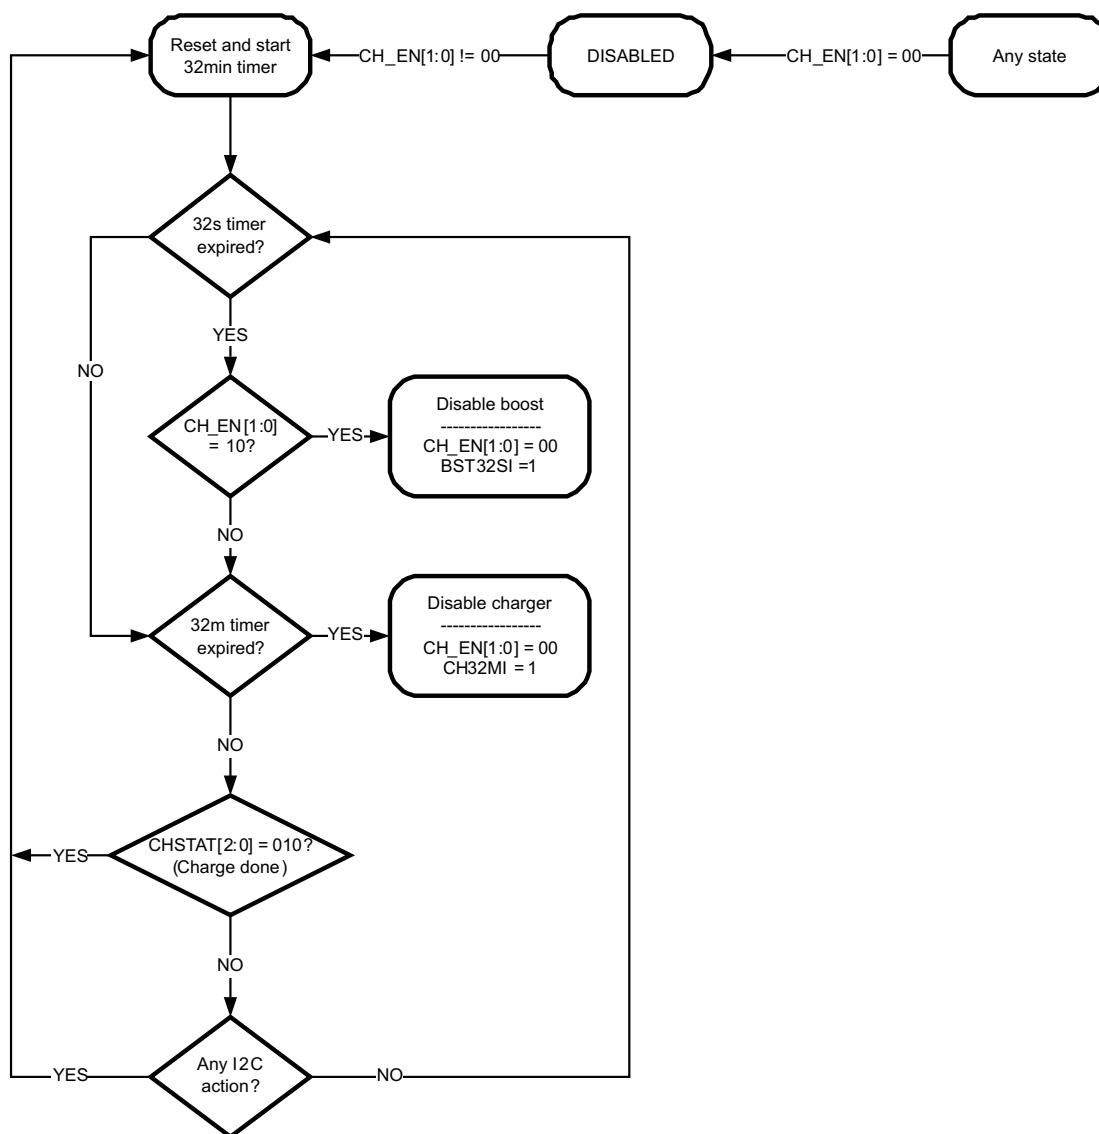 Reset and start
32min timer
CH_EN[1:0] != 00
DISABLED
CH_EN[1:0] = 00
Any state
32s timer
expired?
YES
NO
CH_EN[1:0]
= 10?
YES
Disable boost
-----------------
CH_EN[1:0] = 00
BST32SI =1
NO
32m timer
expired?
YES
Disable charger
-----------------
CH_EN[1:0] = 00
CH32MI = 1
NO
CHSTAT[2:0] = 010?
(Charge done)
YES
NO
Any I2C
action?
YES
NO